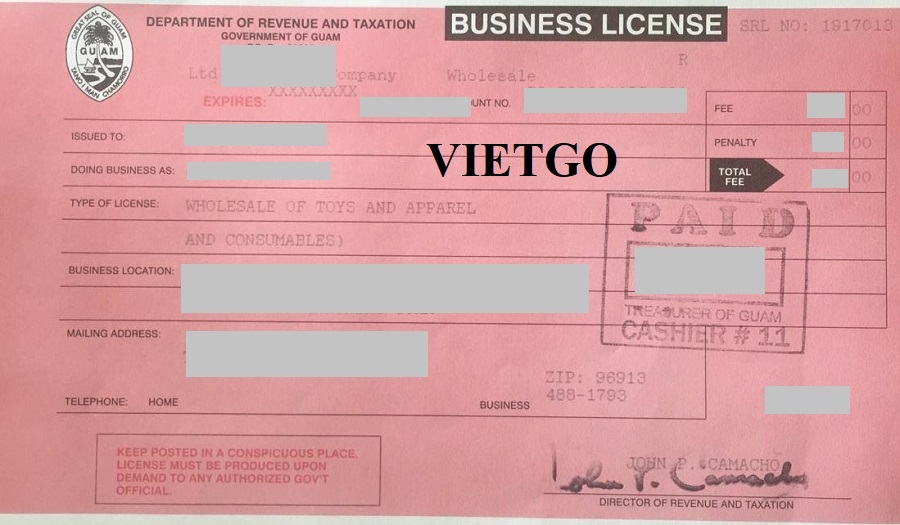 DEPARTMENT OF REVENUE AND TAXATION
GOVERNMENT OF GUAM
BUSINESS LICENSE
SRL NO: 1917013
GREAT SEAL OF GUAM
GUAM
TANO I MAN CHAMORRO
R
Ltd ompany Wholesale
XXXXXXXXX
EXPIRES:
UNT NO.
FEE 00
ISSUED TO:
VIETGO
PENALTY 00
DOING BUSINESS AS:
TOTAL
FEE 00
TYPE OF LICENSE: WHOLESALE OF TOYS AND APPAREL
AND CONSUMABLES)
PAID
BUSINESS LOCATION:
TREASURER OF GUAM
CASHIER # 11
MAILING ADDRESS:
ZIP: 96913
TELEPHONE: HOME BUSINESS 488-1793
KEEP POSTED IN A CONSPICUOUS PLACE.
LICENSE MUST BE PRODUCED UPON
DEMAND TO ANY AUTHORIZED GOV'T
OFFICIAL.
JOHN P. CAMACHO
John P. Camacho
DIRECTOR OF REVENUE AND TAXATION